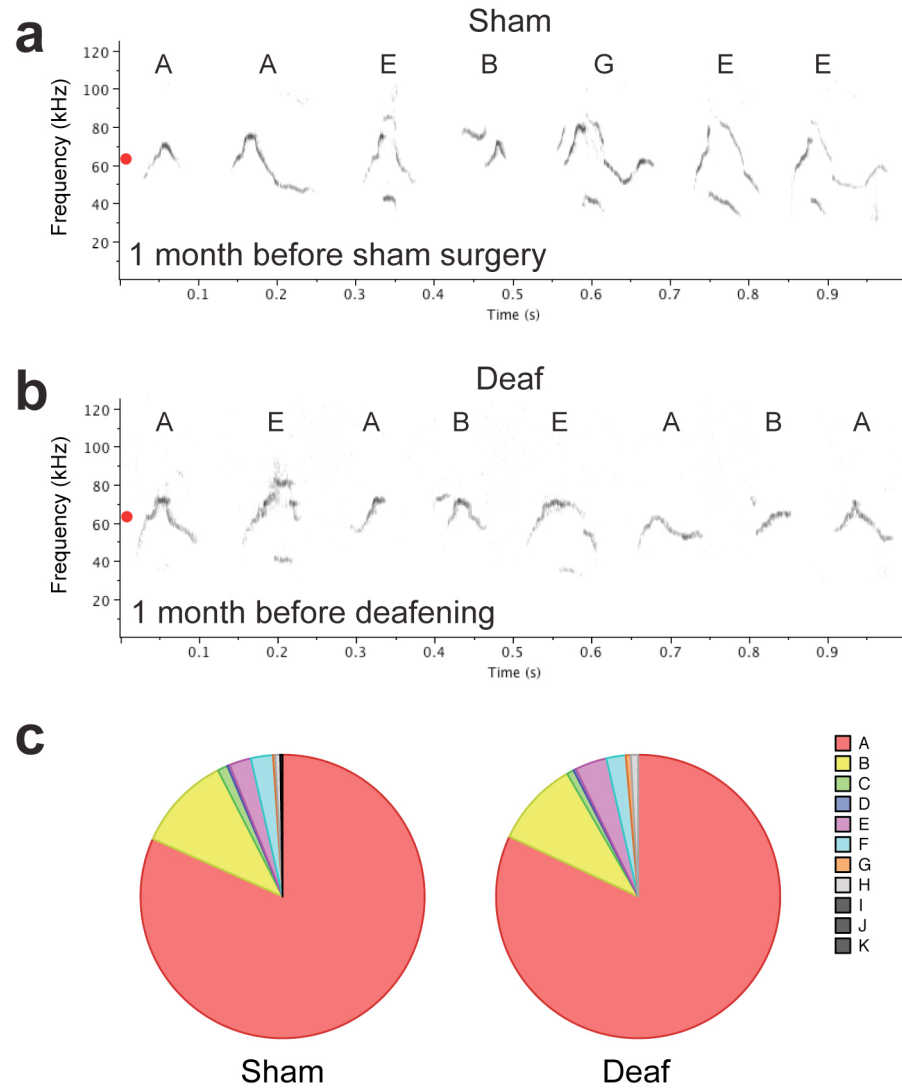 a
Sham
A A E B G E E
120
100
80
60
40
20
Frequency (kHz)
1 month before sham surgery
0.1 0.2 0.3 0.4 0.5 0.6 0.7 0.8 0.9
Time (s)
b
Deaf
A E A B E A B A
120
100
80
60
40
20
Frequency (kHz)
1 month before deafening
0.1 0.2 0.3 0.4 0.5 0.6 0.7 0.8 0.9
Time (s)
c
A
B
C
D
E
F
G
H
I
J
K
Sham
Deaf